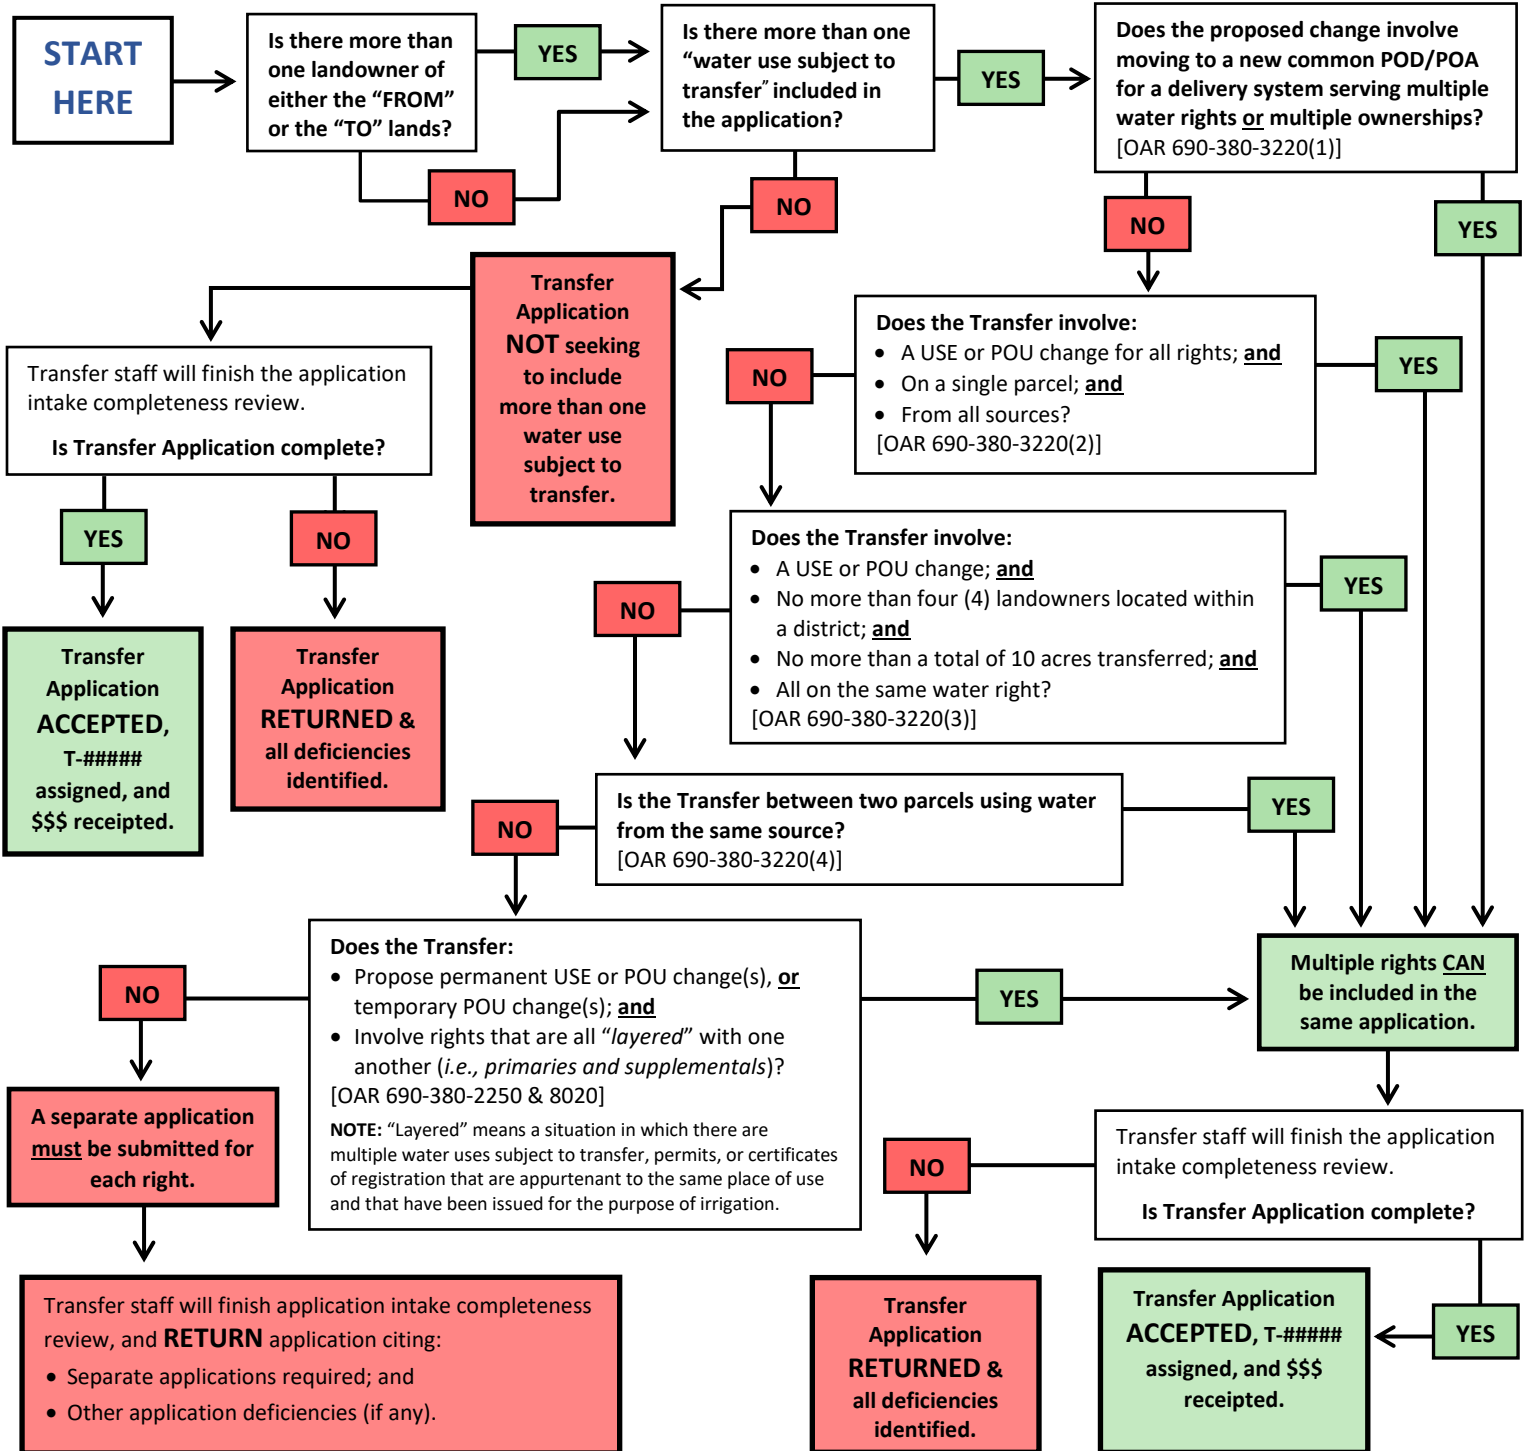 START
HERE
Is there more than
one landowner of
either the “FROM”
or the “TO” lands?
YES
NO
Is there more than one
“water use subject to
transfer” included in
the application?
YES
NO
Does the proposed change involve
moving to a new common POD/POA
for a delivery system serving multiple
water rights or multiple ownerships?
[OAR 690-380-3220(1)]
NO
YES
Transfer
Application
NOT seeking
to include
more than one
water use
subject to
transfer.
Transfer staff will finish the application
intake completeness review.
Is Transfer Application complete?
YES
NO
Transfer
Application
ACCEPTED,
T-#####
assigned, and
$$$ receipted.
Transfer
Application
RETURNED &
all deficiencies
identified.
Does the Transfer involve:
• A USE or POU change for all rights; and
• On a single parcel; and
• From all sources?
[OAR 690-380-3220(2)]
NO
YES
Does the Transfer involve:
• A USE or POU change; and
• No more than four (4) landowners located within
a district; and
• No more than a total of 10 acres transferred; and
• All on the same water right?
[OAR 690-380-3220(3)]
NO
YES
Is the Transfer between two parcels using water
from the same source?
[OAR 690-380-3220(4)]
NO
YES
Does the Transfer:
• Propose permanent USE or POU change(s), or
temporary POU change(s); and
• Involve rights that are all “layered” with one
another (i.e., primaries and supplementals)?
[OAR 690-380-2250 & 8020]
NOTE: “Layered” means a situation in which there are
multiple water uses subject to transfer, permits, or certificates
of registration that are appurtenant to the same place of use
and that have been issued for the purpose of irrigation.
NO
YES
Multiple rights CAN
be included in the
same application.
A separate application
must be submitted for
each right.
Transfer staff will finish application intake completeness
review, and RETURN application citing:
• Separate applications required; and
• Other application deficiencies (if any).
Transfer staff will finish the application
intake completeness review.
Is Transfer Application complete?
NO
YES
Transfer
Application
RETURNED &
all deficiencies
identified.
Transfer Application
ACCEPTED, T-#####
assigned, and $$$
receipted.